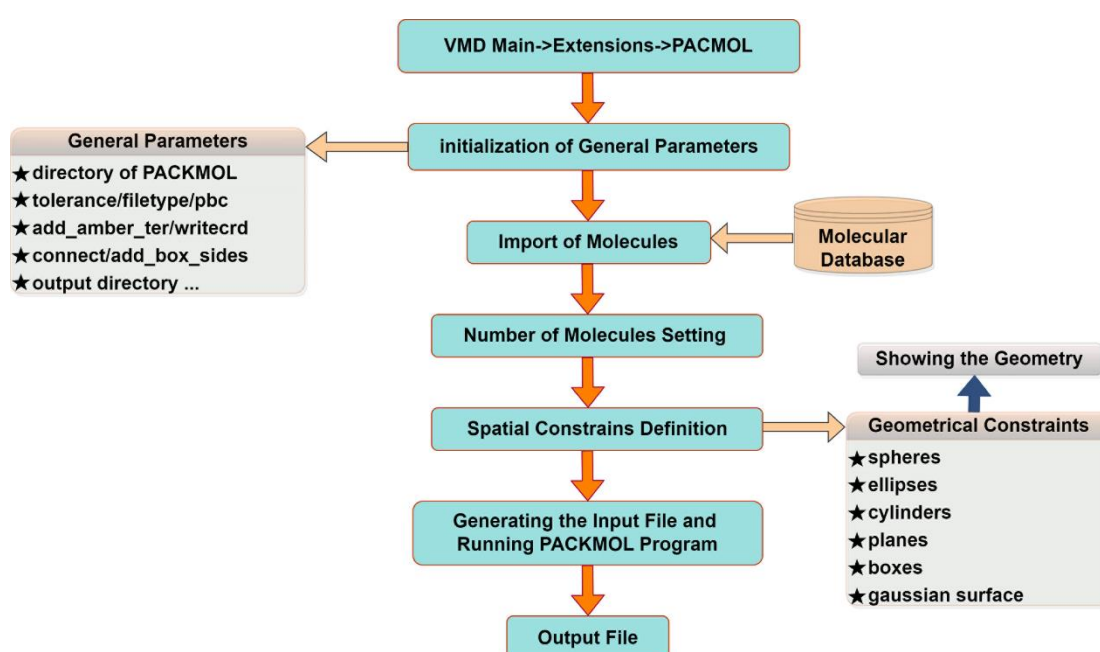 VMD Main->Extensions->PACMOL
General Parameters
★directory of PACKMOL
★tolerance/filetype/pbc
★add_amber_ter/writecrd
★connect/add_box_sides
★output directory ...
initialization of General Parameters
Import of Molecules
Molecular
Database
Number of Molecules Setting
Showing the Geometry
Spatial Constrains Definition
Geometrical Constraints
★spheres
★ellipses
★cylinders
★planes
★boxes
★gaussian surface
Generating the Input File and
Running PACKMOL Program
Output File